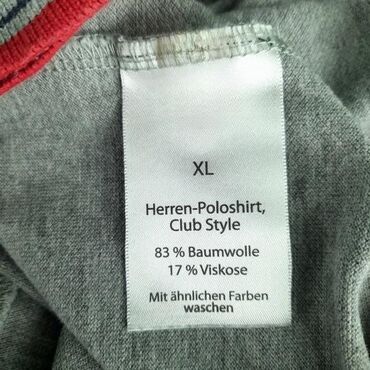 XL
Herren-Poloshirt,
Club Style
83 % Baumwolle
17 % Viskose
Mit ähnlichen Farben
waschen